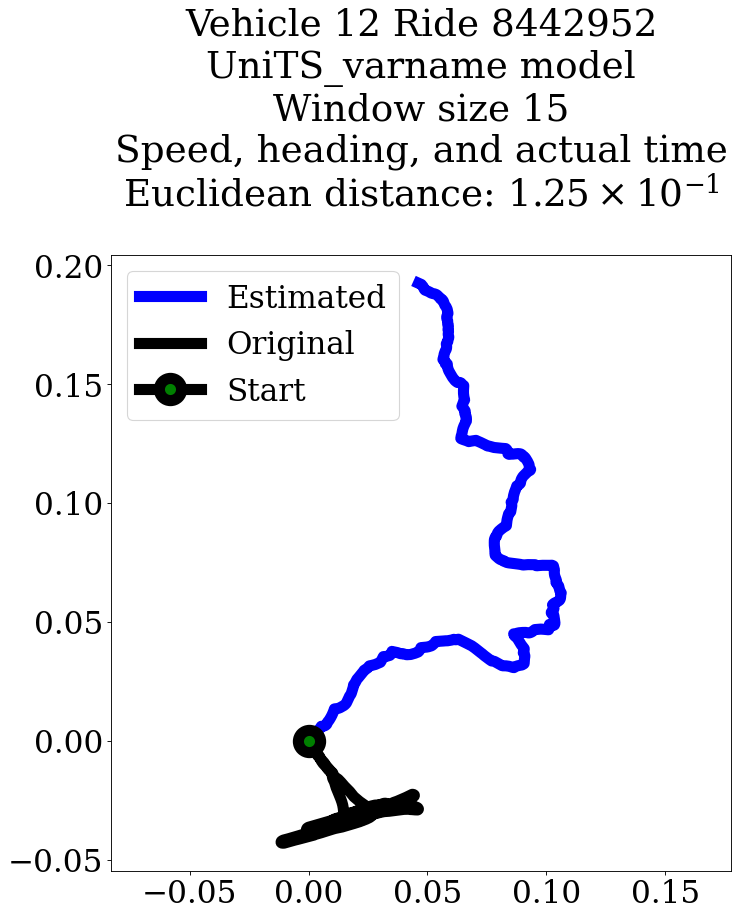 Vehicle 12 Ride 8442952
UniTS_varname model
Window size 15
Speed, heading, and actual time
Euclidean distance: 1.25 × 10⁻¹
Estimated
Original
Start
0.20
0.15
0.10
0.05
0.00
−0.05
−0.05
0.00
0.05
0.10
0.15